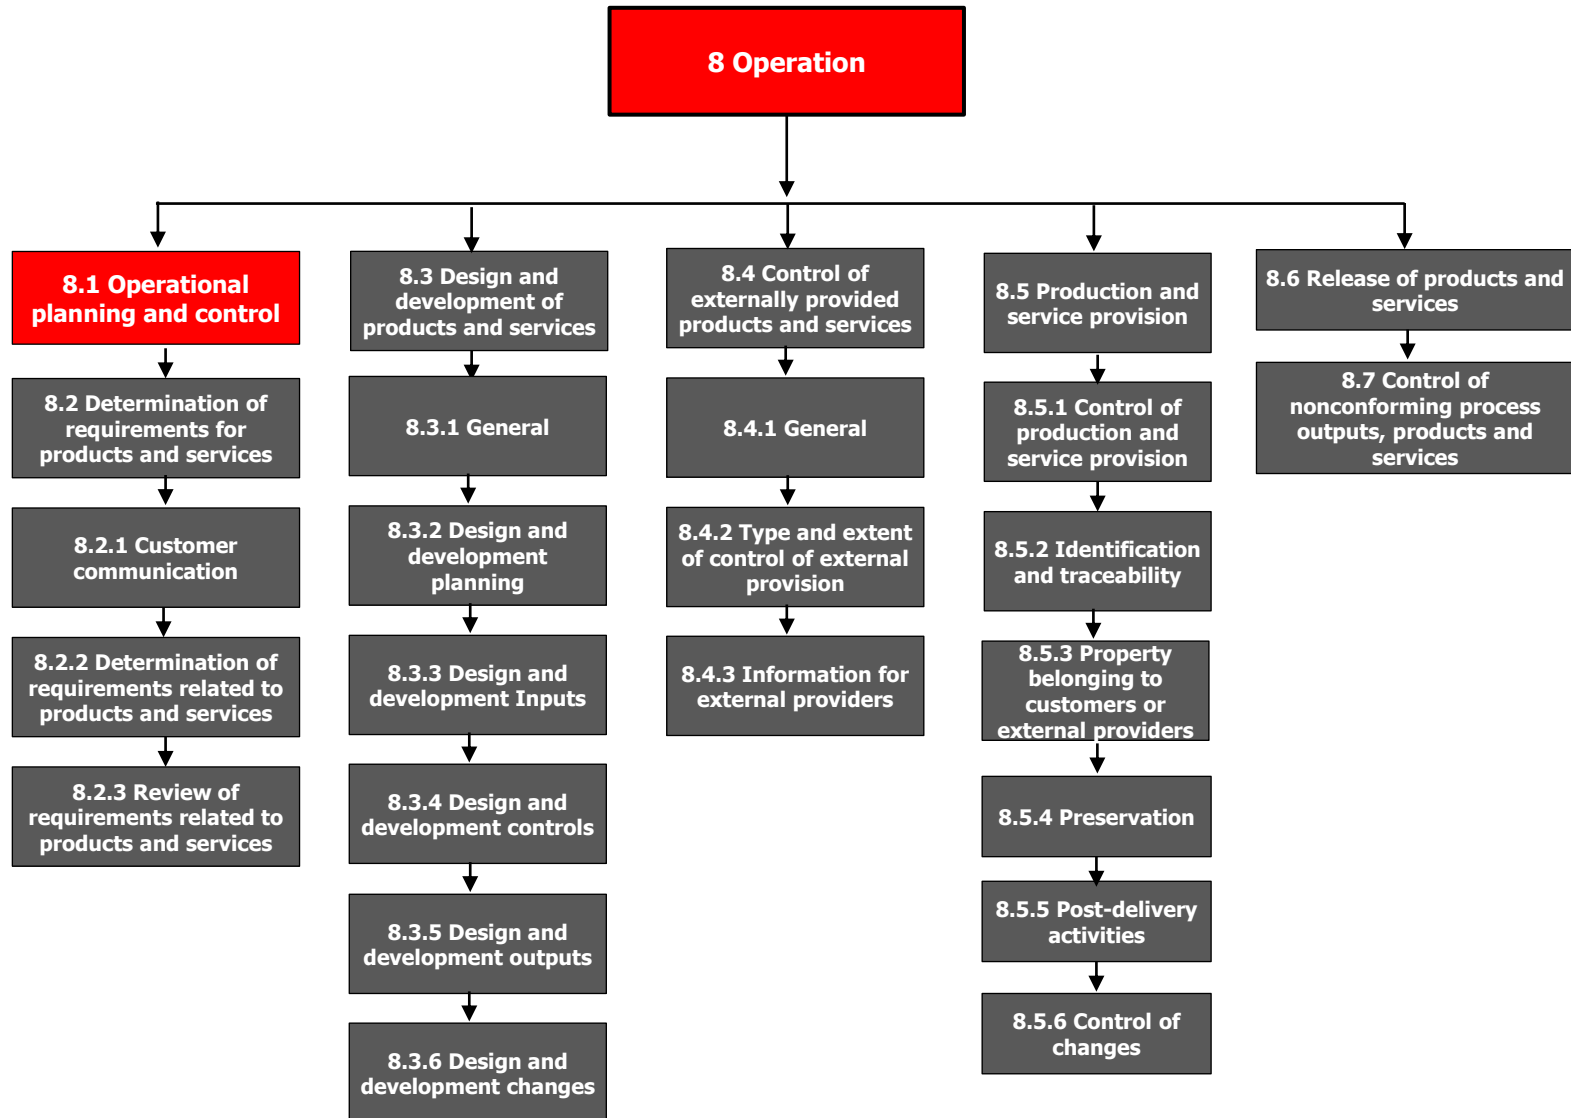 8 Operation
8.1 Operational
planning and control
8.2 Determination of
requirements for
products and services
8.2.1 Customer
communication
8.2.2 Determination of
requirements related to
products and services
8.2.3 Review of
requirements related to
products and services
8.3 Design and
development of
products and services
8.3.1 General
8.3.2 Design and
development
planning
8.3.3 Design and
development Inputs
8.3.4 Design and
development controls
8.3.5 Design and
development outputs
8.3.6 Design and
development changes
8.4 Control of
externally provided
products and services
8.4.1 General
8.4.2 Type and extent
of control of external
provision
8.4.3 Information for
external providers
8.5 Production and
service provision
8.5.1 Control of
production and
service provision
8.5.2 Identification
and traceability
8.5.3 Property
belonging to
customers or
external providers
8.5.4 Preservation
8.5.5 Post-delivery
activities
8.5.6 Control of
changes
8.6 Release of products and
services
8.7 Control of
nonconforming process
outputs, products and
services